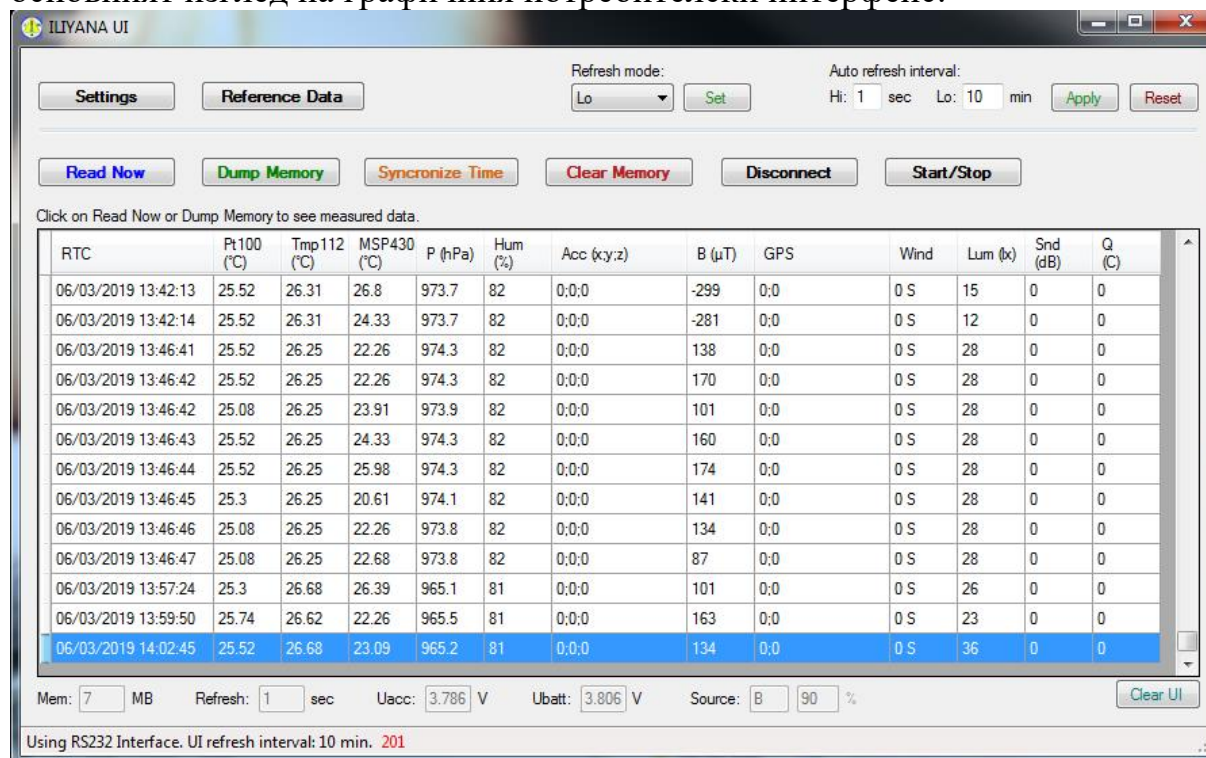 основният изглед на графичния потребителски интерфейс:
ILIYANA UI
Refresh mode: Auto refresh interval:
Settings Reference Data Lo Set Hi: 1 sec Lo: 10 min Apply Reset
Read Now Dump Memory Syncronize Time Clear Memory Disconnect Start/Stop
Click on Read Now or Dump Memory to see measured data.
RTC Pt100 (°C) Tmp112 (°C) MSP430 (°C) P (hPa) Hum (%) Acc (x;y;z) B (µT) GPS Wind Lum (lx) Snd (dB) Q (C)
06/03/2019 13:42:13 25.52 26.31 26.8 973.7 82 0;0;0 -299 0;0 0 S 15 0 0
06/03/2019 13:42:14 25.52 26.31 24.33 973.7 82 0;0;0 -281 0;0 0 S 12 0 0
06/03/2019 13:46:41 25.52 26.25 22.26 974.3 82 0;0;0 138 0;0 0 S 28 0 0
06/03/2019 13:46:42 25.52 26.25 22.26 974.3 82 0;0;0 170 0;0 0 S 28 0 0
06/03/2019 13:46:42 25.08 26.25 23.91 973.9 82 0;0;0 101 0;0 0 S 28 0 0
06/03/2019 13:46:43 25.52 26.25 24.33 974.3 82 0;0;0 160 0;0 0 S 28 0 0
06/03/2019 13:46:44 25.52 26.25 25.98 974.3 82 0;0;0 174 0;0 0 S 28 0 0
06/03/2019 13:46:45 25.3 26.25 20.61 974.1 82 0;0;0 141 0;0 0 S 28 0 0
06/03/2019 13:46:46 25.08 26.25 22.26 973.8 82 0;0;0 134 0;0 0 S 28 0 0
06/03/2019 13:46:47 25.08 26.25 22.68 973.8 82 0;0;0 87 0;0 0 S 28 0 0
06/03/2019 13:57:24 25.3 26.68 26.39 965.1 81 0;0;0 101 0;0 0 S 26 0 0
06/03/2019 13:59:50 25.74 26.62 22.26 965.5 81 0;0;0 163 0;0 0 S 23 0 0
06/03/2019 14:02:45 25.52 26.68 23.09 965.2 81 0;0;0 134 0;0 0 S 36 0 0
Mem: 7 MB Refresh: 1 sec Uacc: 3.786 V Ubatt: 3.806 V Source: B 90 % Clear UI
Using RS232 Interface. UI refresh interval: 10 min. 201